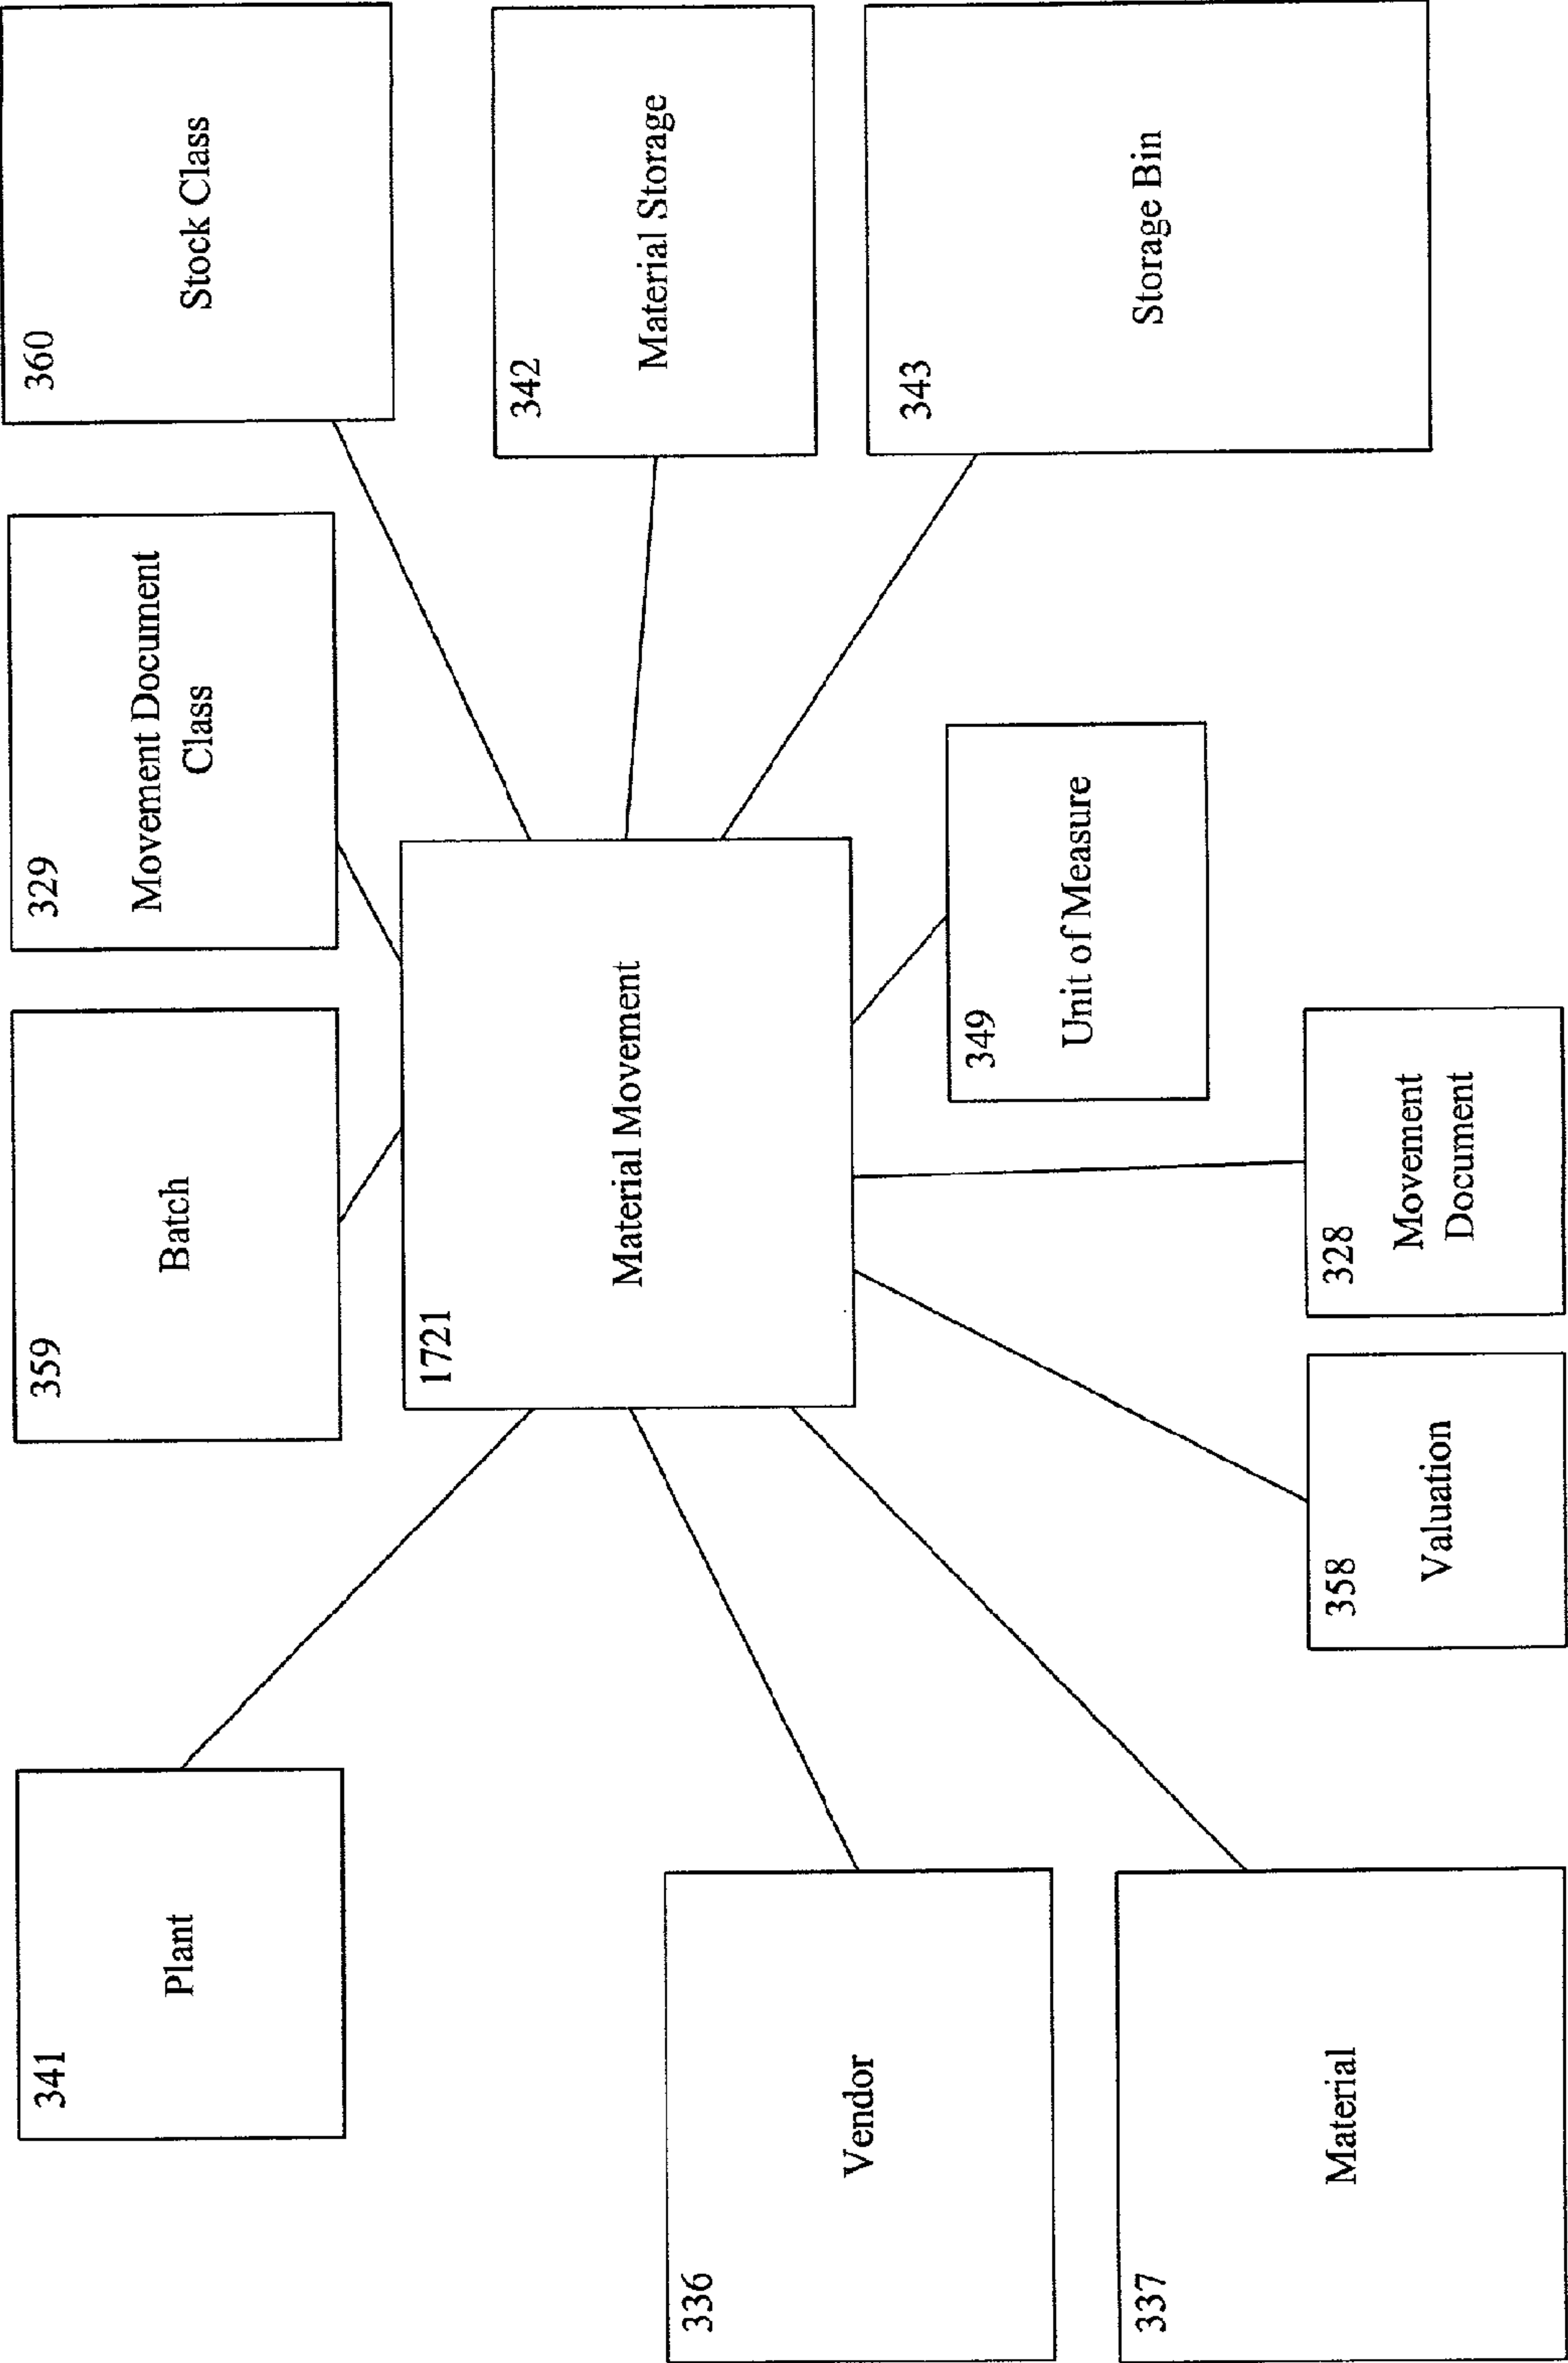 341
Plant
359
Batch
329
Movement Document
Class
360
Stock Class
1721
Material Movement
342
Material Storage
336
Vendor
343
Storage Bin
349
Unit of Measure
337
Material
358
Valuation
328
Movement
Document